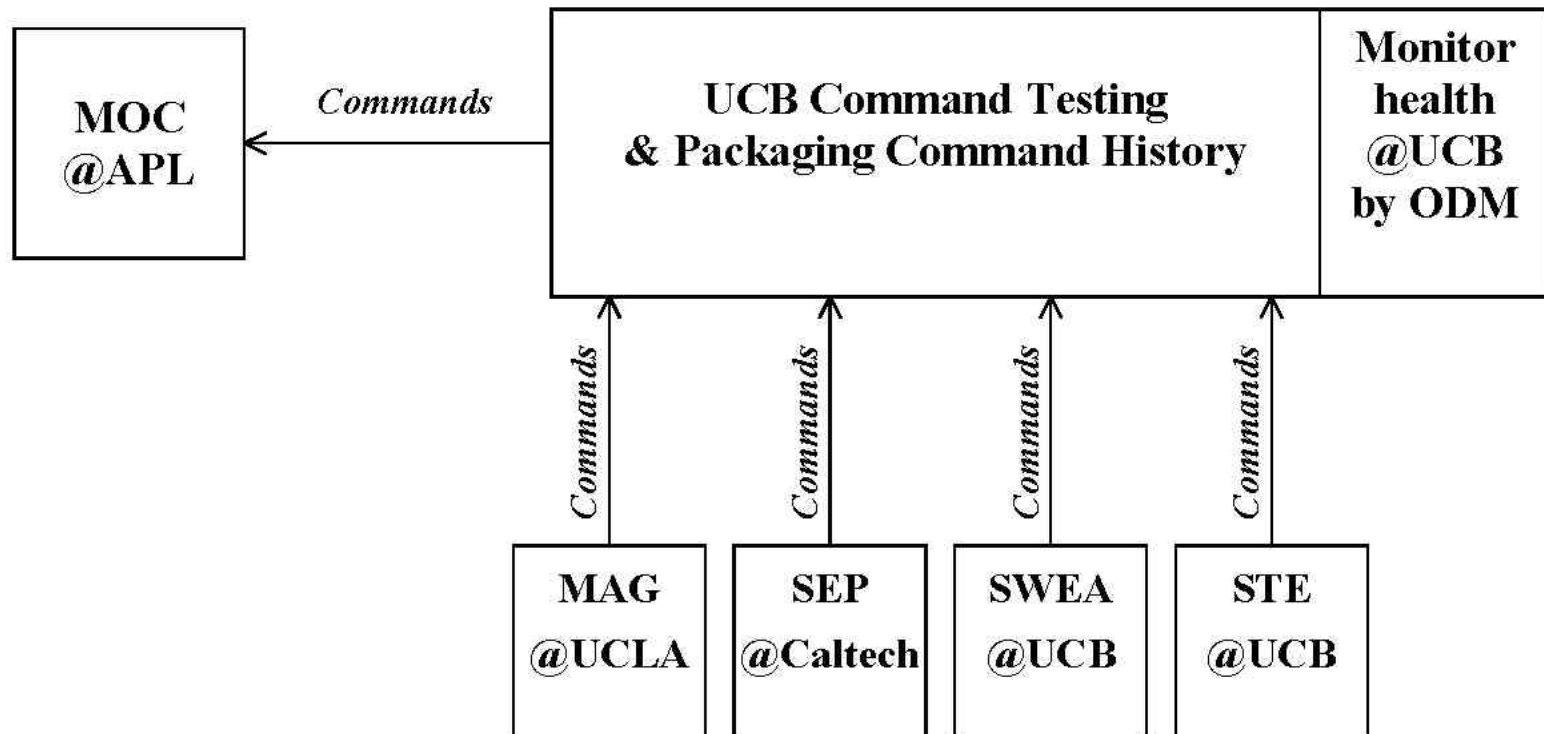 MOC
@APL
Commands
UCB Command Testing
& Packaging Command History
Monitor
health
@UCB
by ODM
Commands
Commands
Commands
Commands
MAG
@UCLA
SEP
@Caltech
SWEA
@UCB
STE
@UCB